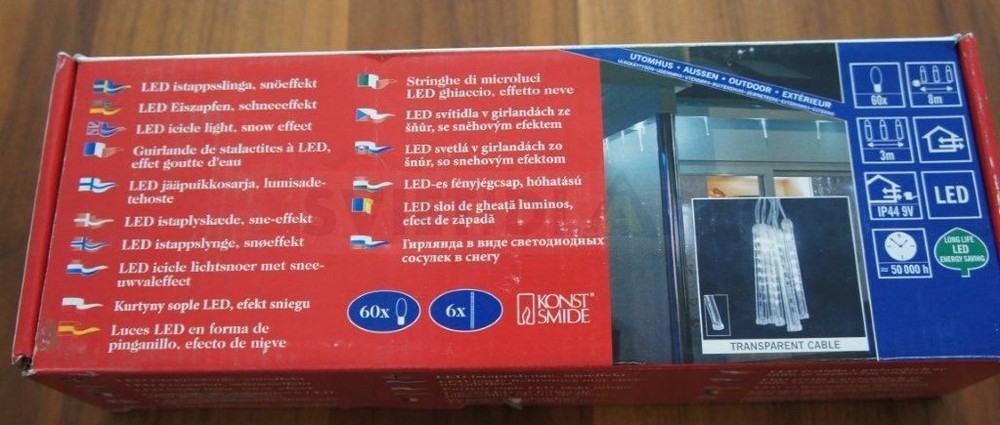 LED istappsslinga, snöeffekt
LED Eiszapfen, schneeeffekt
LED icicle light, snow effect
Guirlande de stalactites à LED,
effet goutte d'eau
LED jääpuikkosarja, lumisade-
tehoste
LED istaplyskæde, sne-effekt
LED istappslynge, snøeffekt
LED icicle lichtsnoer met snee-
uwvaleffect
Kurtyny sople LED, efekt sniegu
Luces LED en forma de
pinganillo, efecto de nieve
Stringhe di microluci
LED ghiaccio, effetto neve
LED svítidla v girlandách ze
šňůr, se sněhovým efektem
LED svetlá v girlandách zo
šnúr, so snehovým efektom
LED-es fényjégcsap, hóhatású
LED sloi de gheață luminos,
efect de zăpadă
Гирлянда в виде светодиодных
сосулек в снегу
60x
6x
KONST
SMIDE
UTOMHUS · AUSSEN · OUTDOOR · EXTÉRIEUR
TRANSPARENT CABLE
60x
8m
3m
IP44 9V
LED
≈ 50 000 h
LONG LIFE
LED
ENERGY SAVING